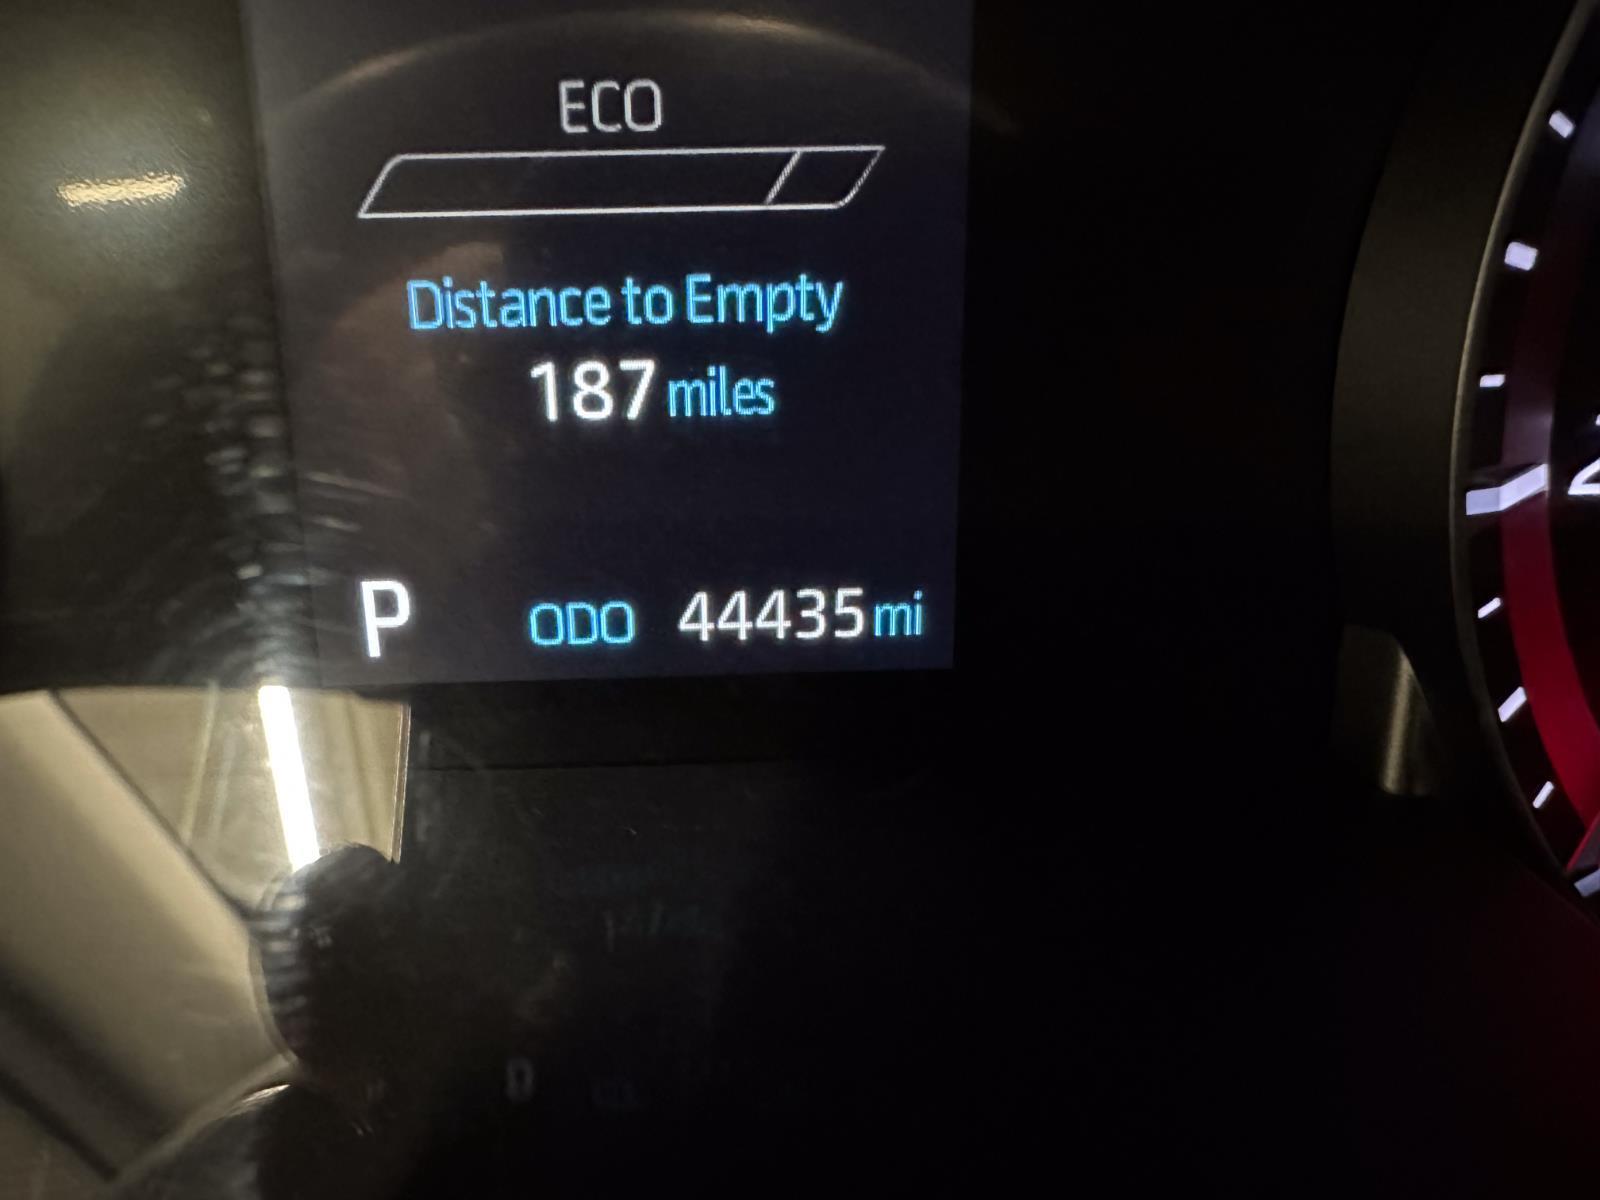 ECO
Distance to Empty
187 miles
P ODO 44435 mi